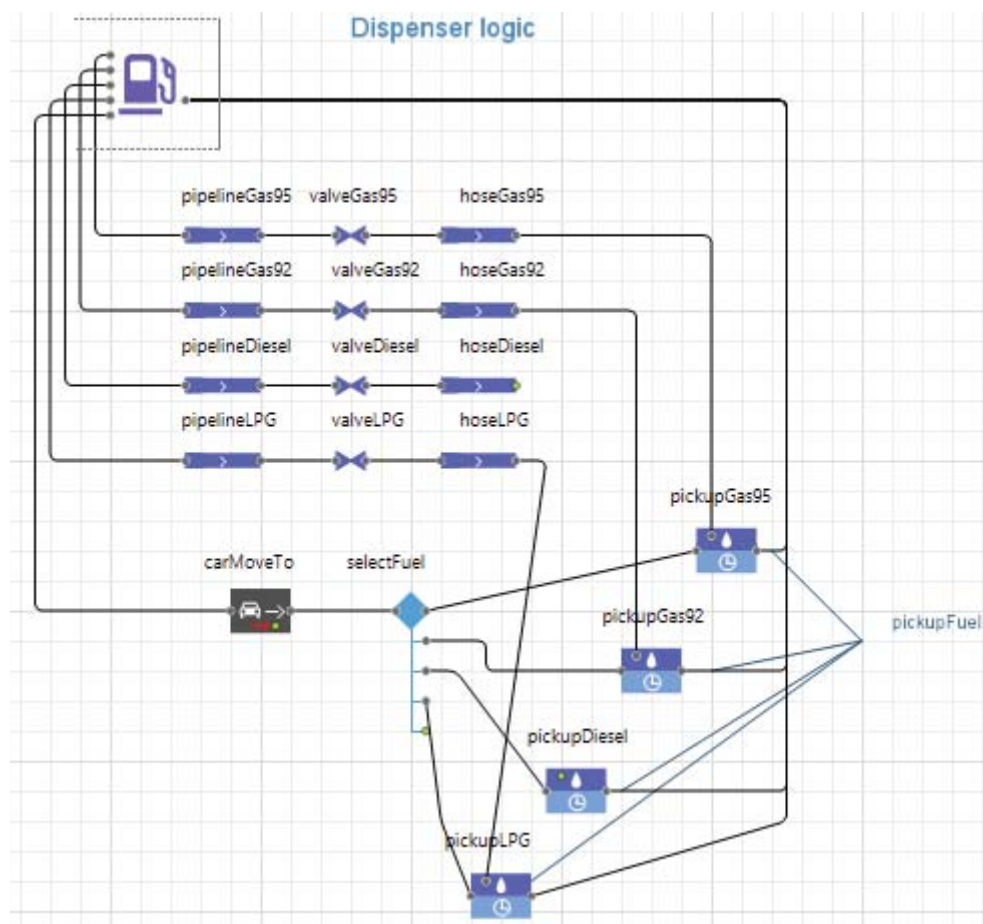 Dispenser logic
pipelineGas95 valveGas95 hoseGas95
pipelineGas92 valveGas92 hoseGas92
pipelineDiesel valveDiesel hoseDiesel
pipelineLPG valveLPG hoseLPG
pickupGas95
carMoveTo selectFuel
pickupGas92
pickupFuel
pickupDiesel
pickupLPG